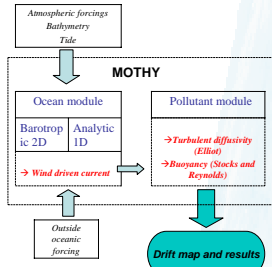 Atmospheric forcings
Bathymetry
Tide
MOTHY
Ocean module
Pollutant module
Barotrop
ic 2D
Analytic
1D
→ Wind driven current
→Turbulent diffusivity
(Elliot)
→Buoyancy (Stocks and
Reynolds)
Outside
oceanic
forcing
Drift map and results